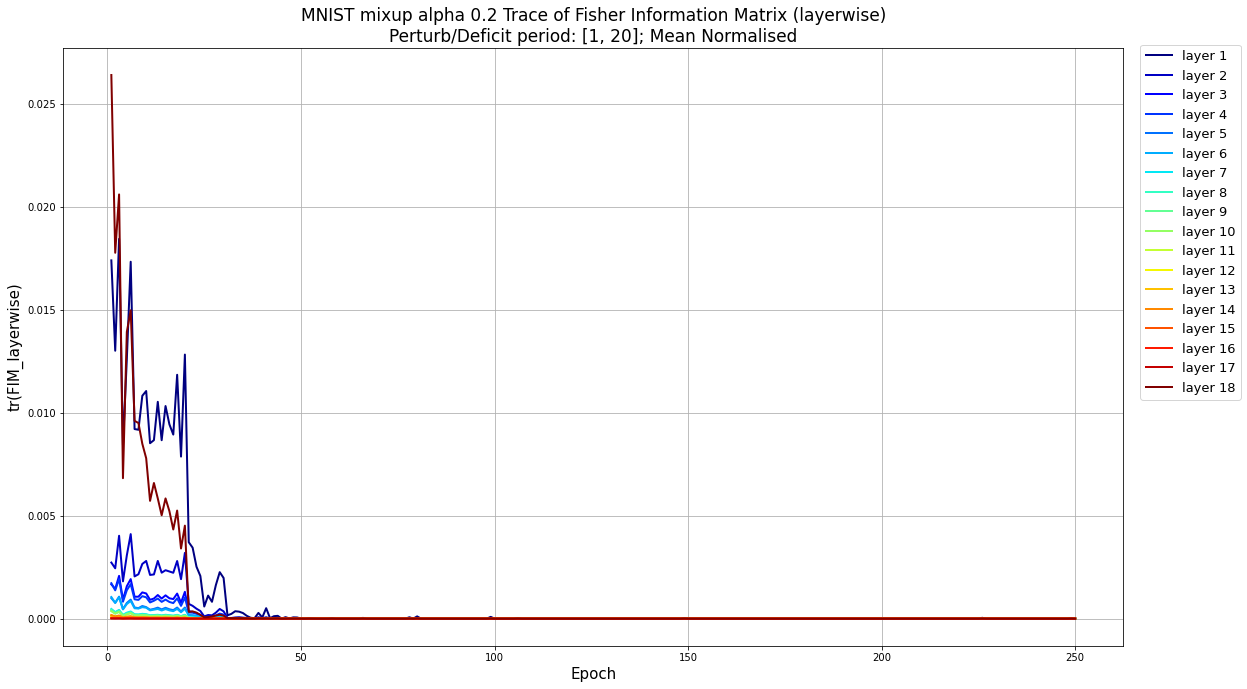 MNIST mixup alpha 0.2 Trace of Fisher Information Matrix (layerwise)
Perturb/Deficit period: [1, 20]; Mean Normalised
tr(FIM_layerwise)
0.025
0.020
0.015
0.010
0.005
0.000
0
50
100
150
200
250
Epoch
layer 1
layer 2
layer 3
layer 4
layer 5
layer 6
layer 7
layer 8
layer 9
layer 10
layer 11
layer 12
layer 13
layer 14
layer 15
layer 16
layer 17
layer 18